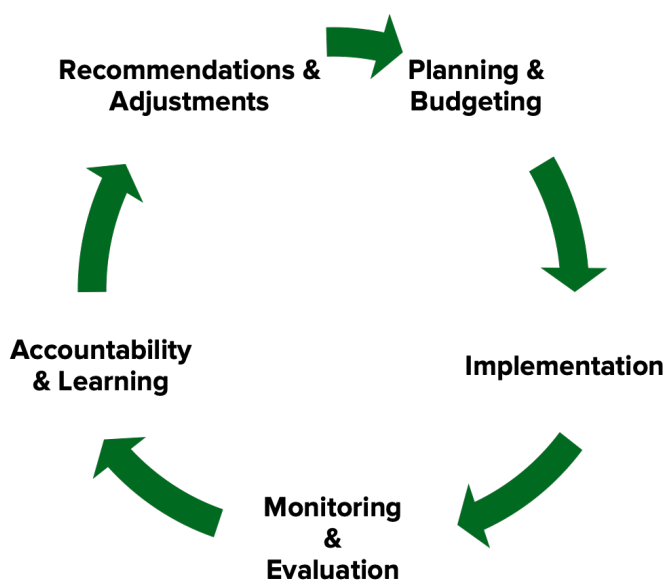 Recommendations &
Adjustments
Planning &
Budgeting
Implementation
Monitoring
&
Evaluation
Accountability
& Learning